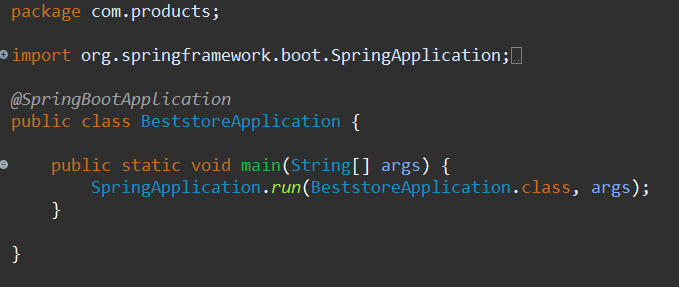 package com.products;
import org.springframework.boot.SpringApplication;
@SpringBootApplication
public class BeststoreApplication {
public static void main(String[] args) {
SpringApplication.run(BeststoreApplication.class, args);
}
}